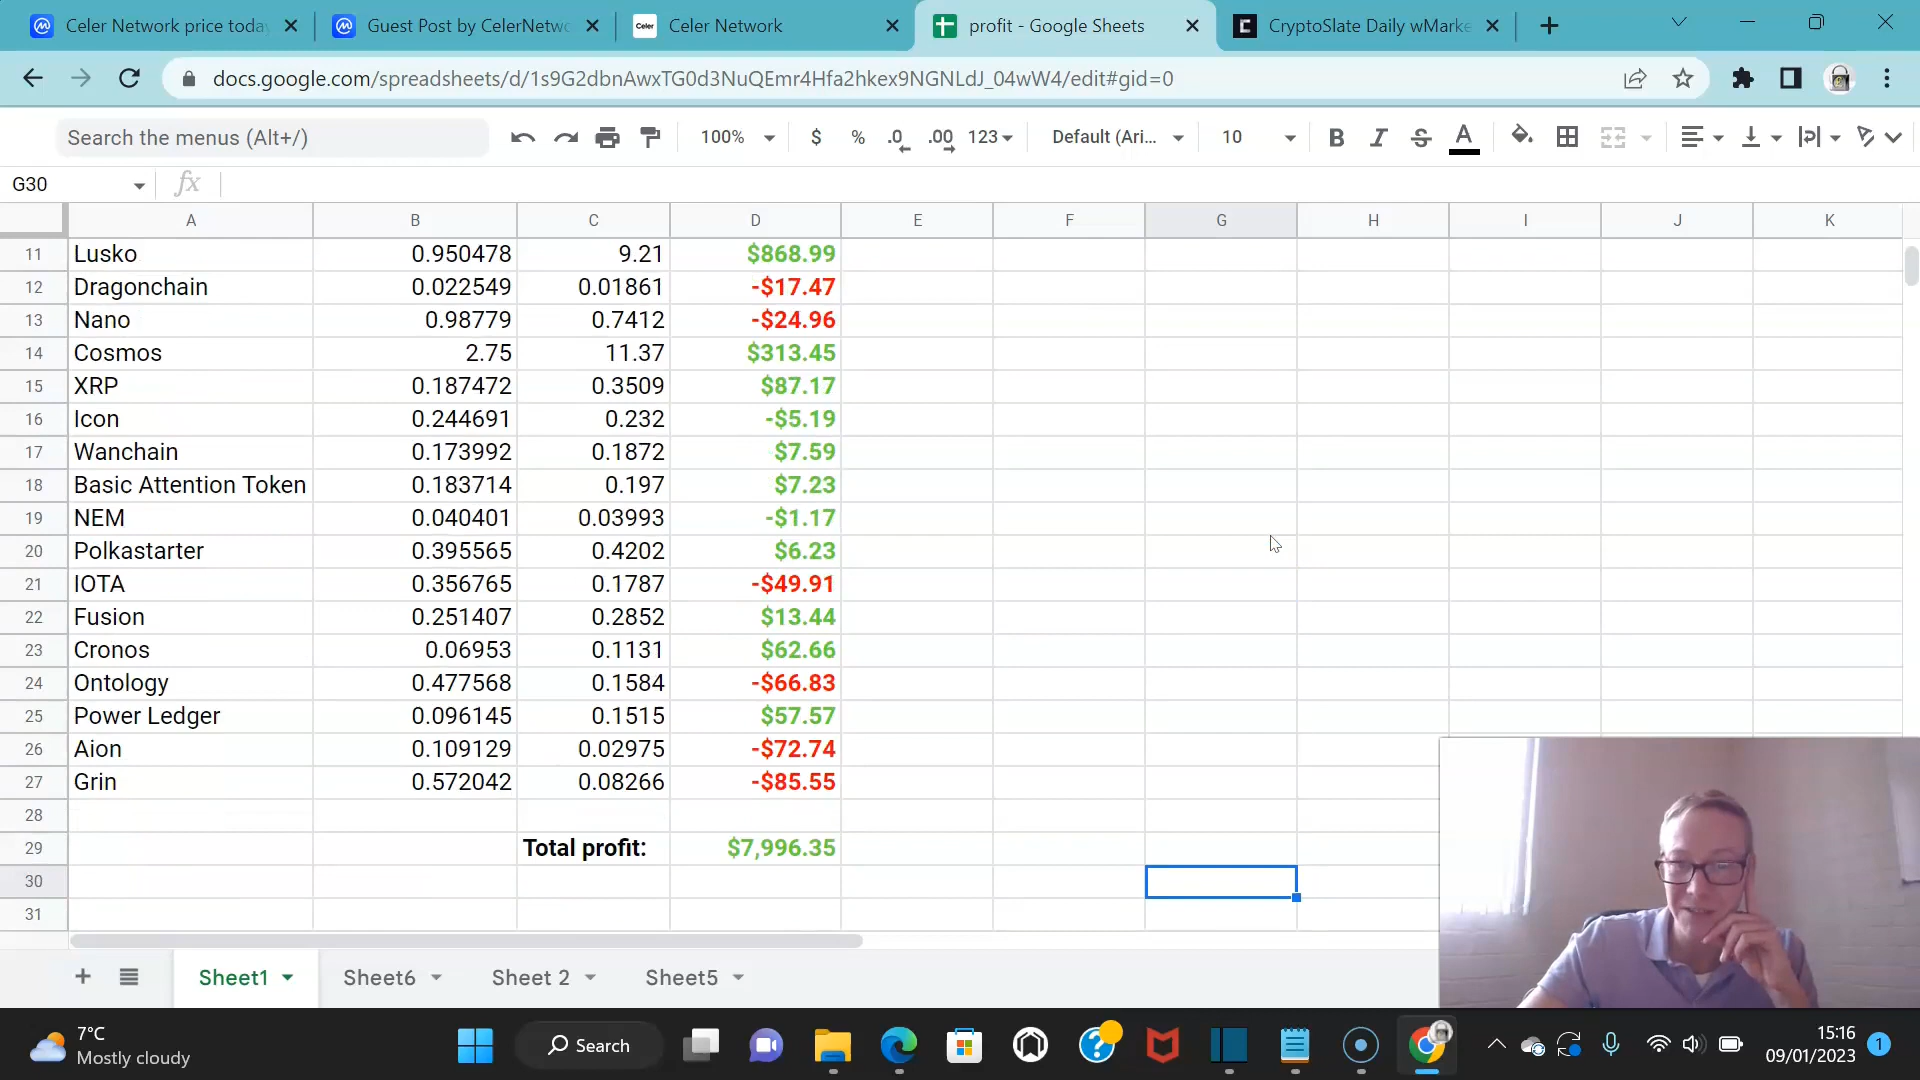 Celer Network price today
Guest Post by CelerNetwo
Celer
Celer Network
profit - Google Sheets
CryptoSlate Daily wMarke
docs.google.com/spreadsheets/d/1s9G2dbnAwxTG0d3NuQEmr4Hfa2hkex9NGNLdJ_04wW4/edit#gid=0
Search the menus (Alt+/)
100%
$
%
.0
.00
123
Default (Ari...
10
B
I
S
A
G30
fx
A B C D E F G H I J K
11 Lusko 0.950478 9.21 $868.99
12 Dragonchain 0.022549 0.01861 -$17.47
13 Nano 0.98779 0.7412 -$24.96
14 Cosmos 2.75 11.37 $313.45
15 XRP 0.187472 0.3509 $87.17
16 Icon 0.244691 0.232 -$5.19
17 Wanchain 0.173992 0.1872 $7.59
18 Basic Attention Token 0.183714 0.197 $7.23
19 NEM 0.040401 0.03993 -$1.17
20 Polkastarter 0.395565 0.4202 $6.23
21 IOTA 0.356765 0.1787 -$49.91
22 Fusion 0.251407 0.2852 $13.44
23 Cronos 0.06953 0.1131 $62.66
24 Ontology 0.477568 0.1584 -$66.83
25 Power Ledger 0.096145 0.1515 $57.57
26 Aion 0.109129 0.02975 -$72.74
27 Grin 0.572042 0.08266 -$85.55
28
29 Total profit: $7,996.35
30
31
Sheet1
Sheet6
Sheet 2
Sheet5
7°C
Mostly cloudy
Search
15:16
09/01/2023
1